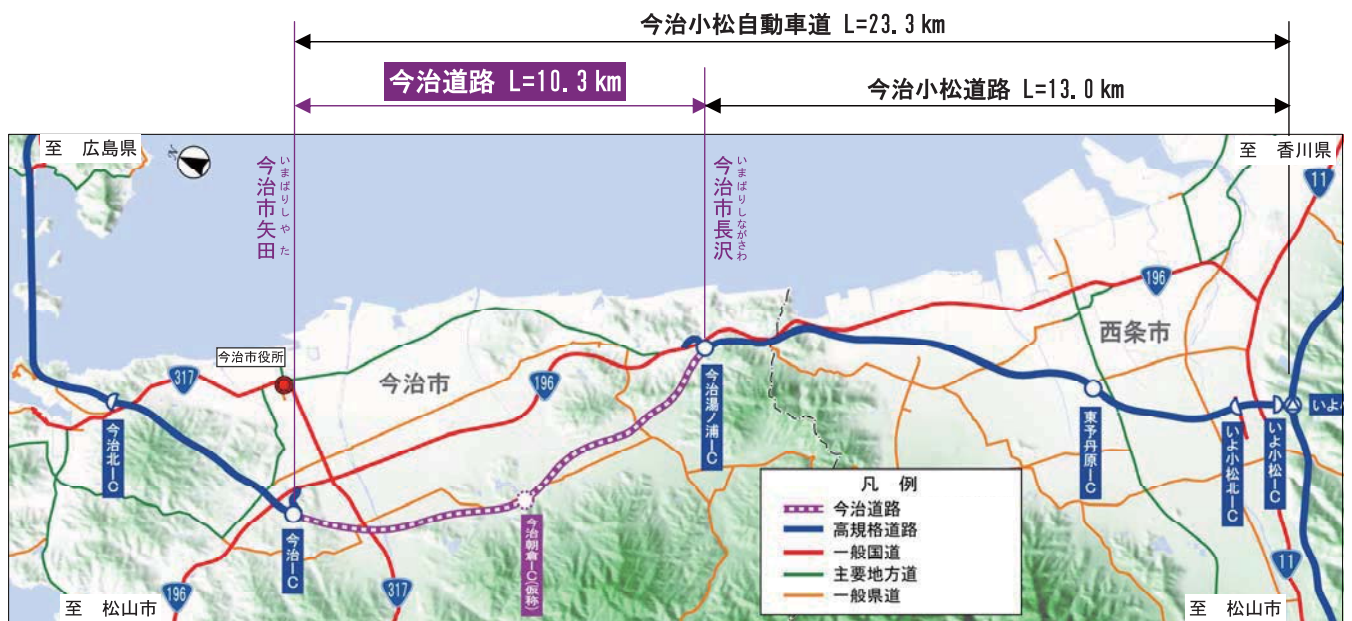 今治小松自動車道 L=23.3 km
今治道路 L=10.3 km
今治小松道路 L=13.0 km
至 広島県
N
今治市矢田
いまばりしやた
今治市長沢
いまばりしながさわ
至 香川県
11
196
西条市
今治市役所
317
今治市
196
今治北IC
今治IC
今治朝倉IC(仮称)
今治湯ノ浦IC
東予丹原IC
いよ小松北IC
いよ小松IC
いよ小
凡 例
今治道路
高規格道路
一般国道
主要地方道
一般県道
至 松山市
196
317
至 松山市
11